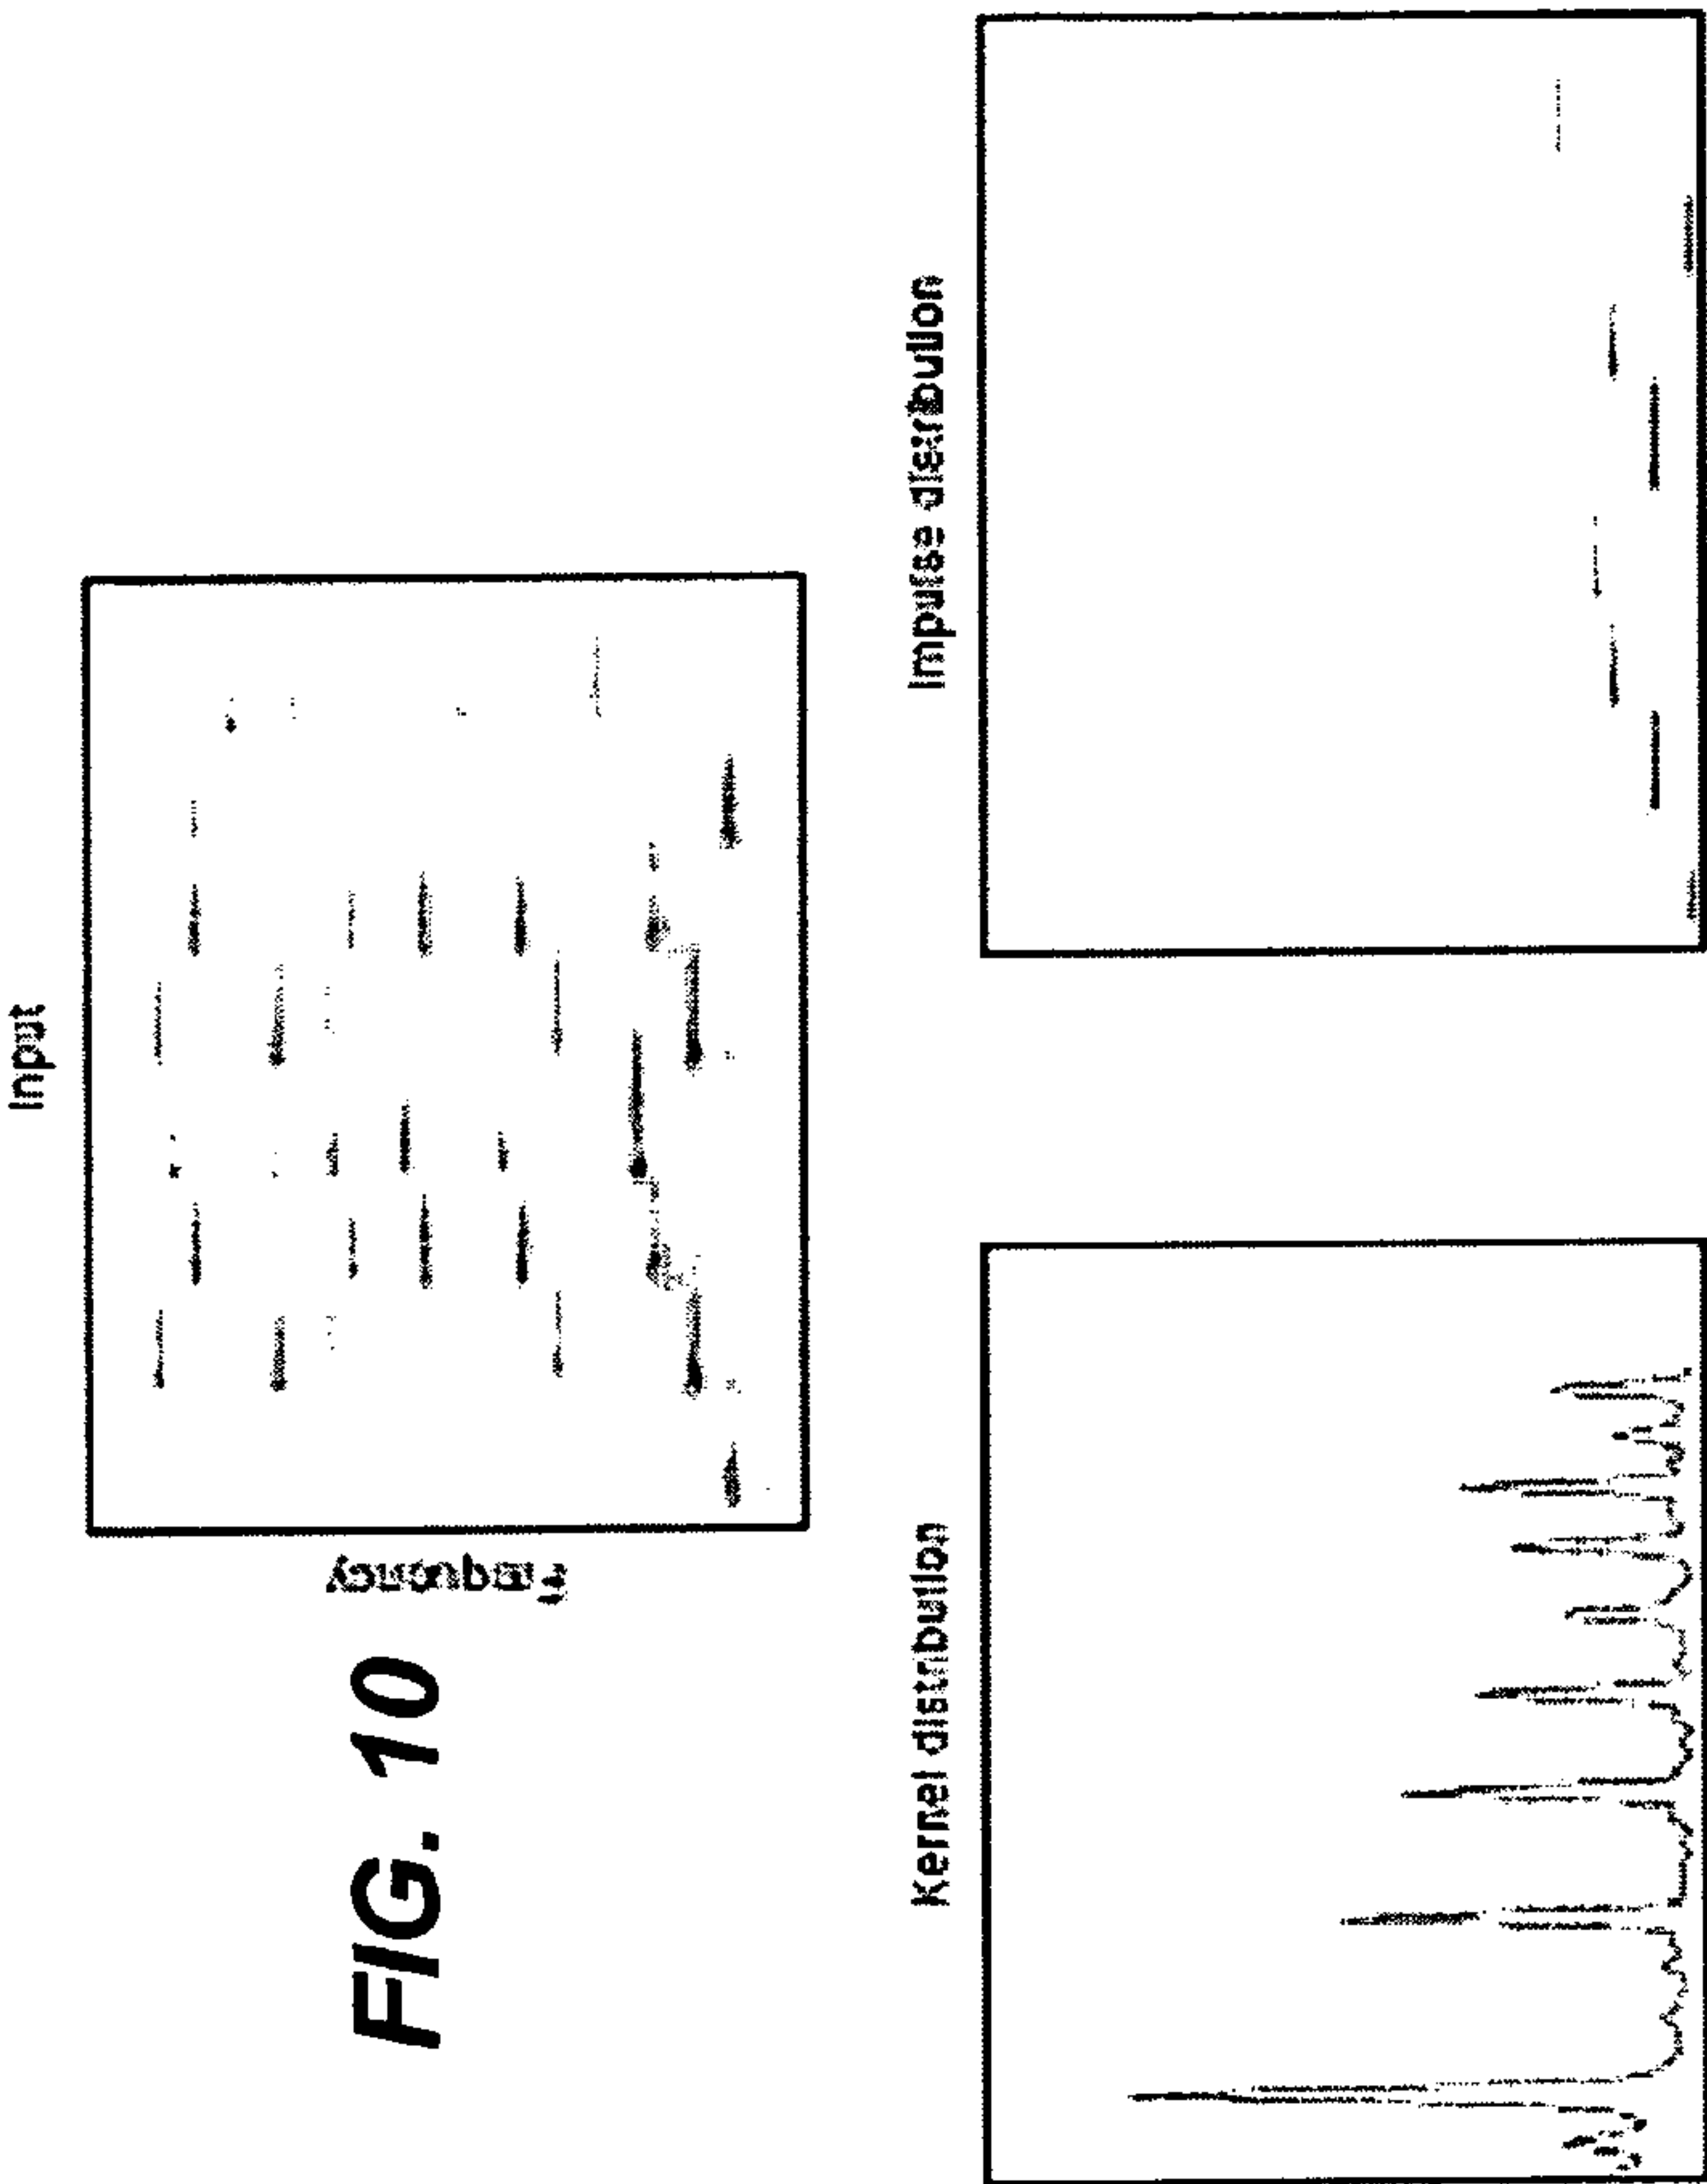 FIG. 10
Input
Frequency
Kernel distribution
Impulse distribution